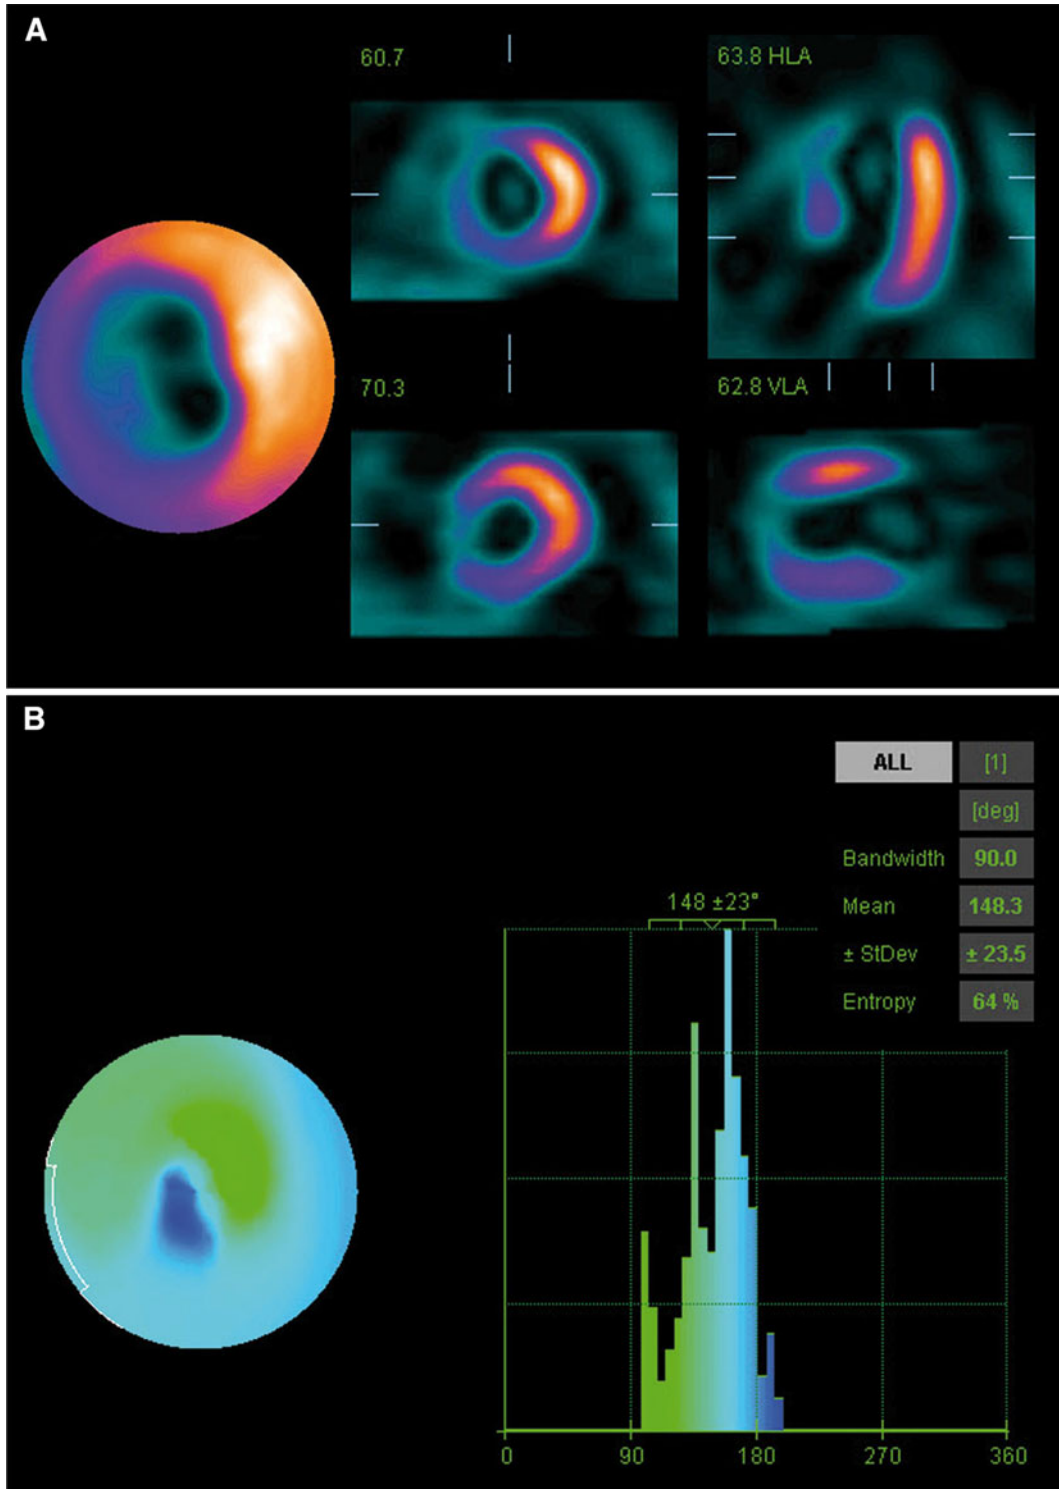 A
60.7
63.8 HLA
70.3
62.8 VLA
B
ALL [1]
[deg]
Bandwidth 90.0
Mean 148.3
± StDev ± 23.5
Entropy 64 %
148 ±23°
0 90 180 270 360